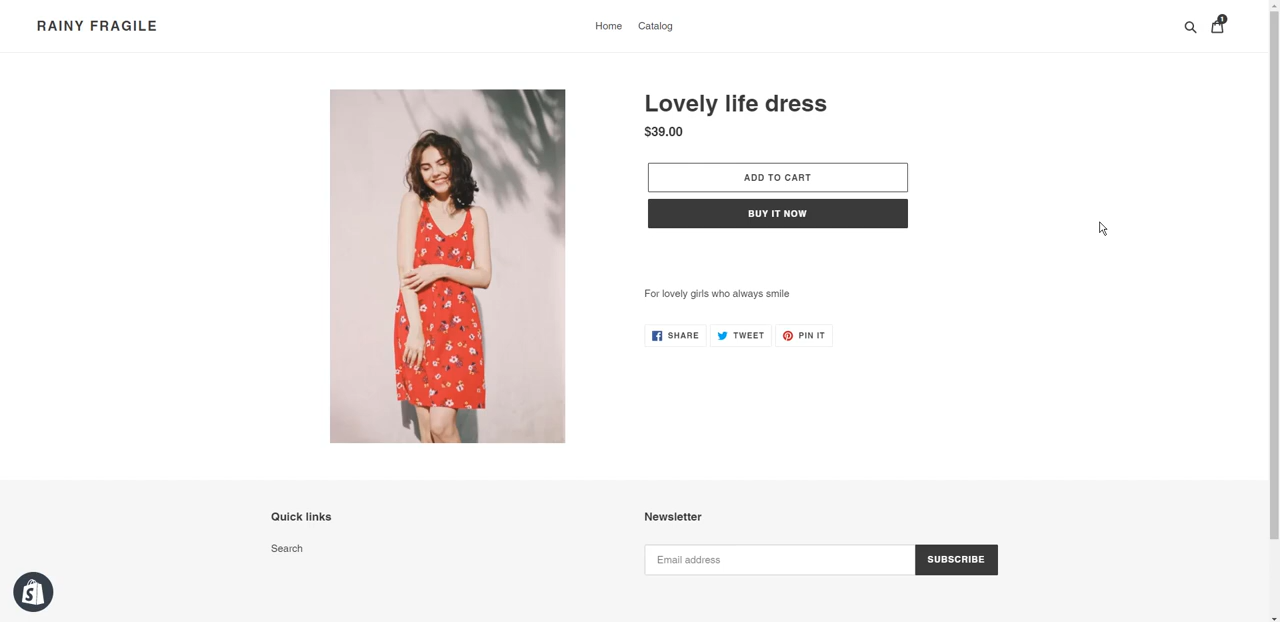 RAINY FRAGILE
Home Catalog
1
Lovely life dress
$39.00
ADD TO CART
BUY IT NOW
For lovely girls who always smile
SHARE TWEET PIN IT
Quick links
Newsletter
Search
Email address
SUBSCRIBE